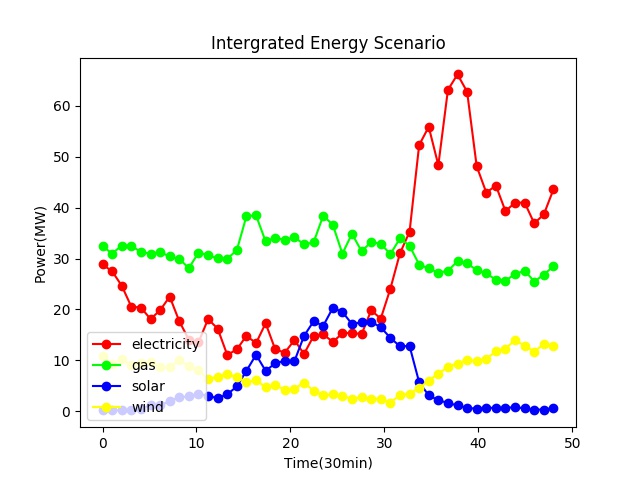 Intergrated Energy Scenario
Power(MW)
60
50
40
30
20
10
0
electricity
gas
solar
wind
0 10 20 30 40 50
Time(30min)